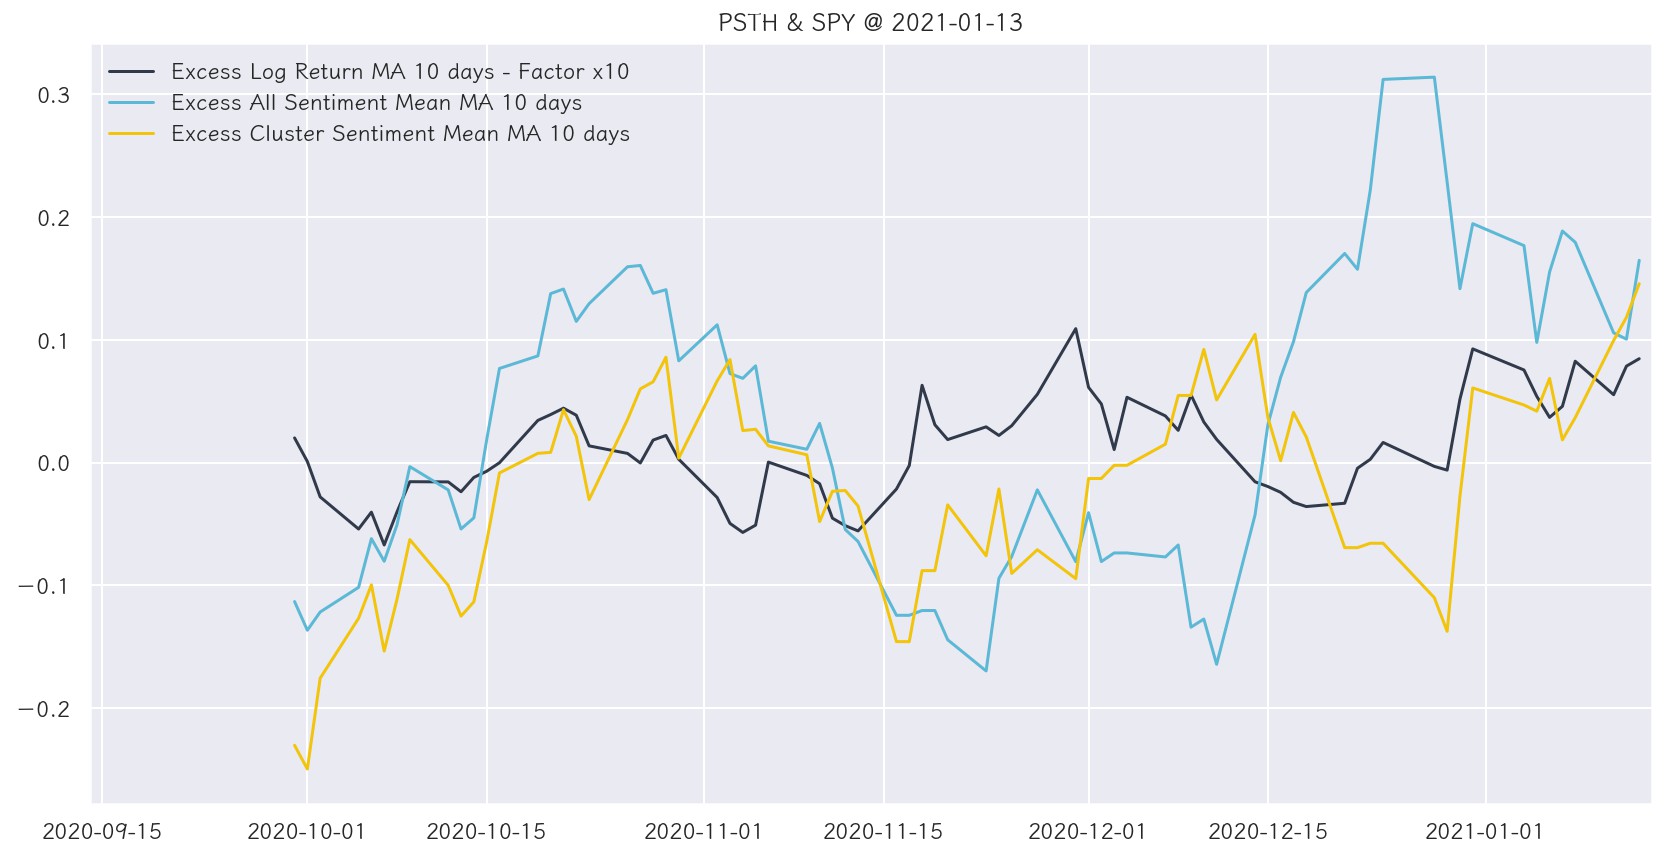 PSTH & SPY @ 2021-01-13
Excess Log Return MA 10 days - Factor x10
Excess All Sentiment Mean MA 10 days
Excess Cluster Sentiment Mean MA 10 days
0.3
0.2
0.1
0.0
−0.1
−0.2
2020-09-15 2020-10-01 2020-10-15 2020-11-01 2020-11-15 2020-12-01 2020-12-15 2021-01-01